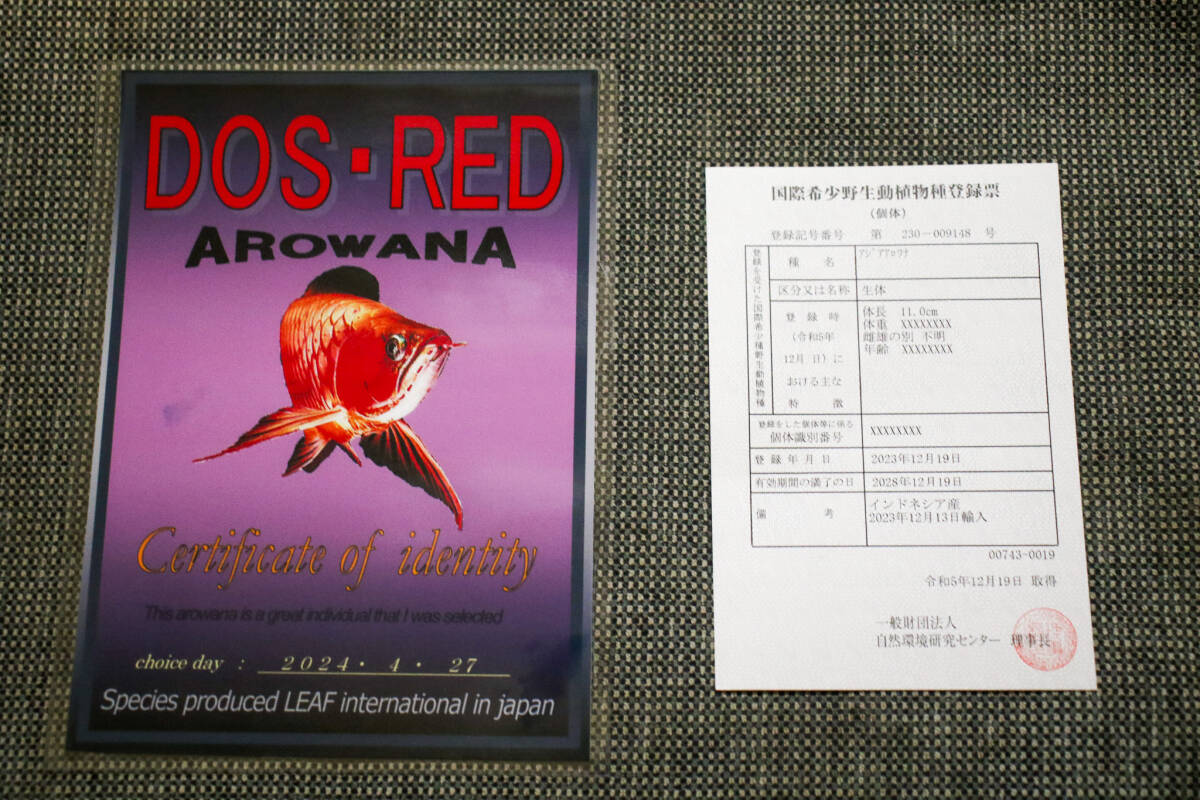 DOS・RED
AROWANA
Certificate of identity
This arowana is a great individual that I was selected
choice day : 2024・ 4 ・ 27
Species produced LEAF international in japan
国際希少野生動植物種登録票
(個体)
登録記号番号 第 230-009148 号
登録を受けた国際希少野生動植物種
種 名 アジアアロワナ
区分又は名称 生体
登 録 時
(令和5年
12月 日)に
おける主な
特 徴
体長 11.0cm
体重 XXXXXXXX
雌雄の別 不明
年齢 XXXXXXXX
登録をした個体等に係る
個体識別番号 XXXXXXXX
登録年月日 2023年12月19日
有効期間の満了の日 2028年12月19日
備 考
インドネシア産
2023年12月13日輸入
00743-0019
令和5年12月19日 取得
一般財団法人
自然環境研究センター 理事長